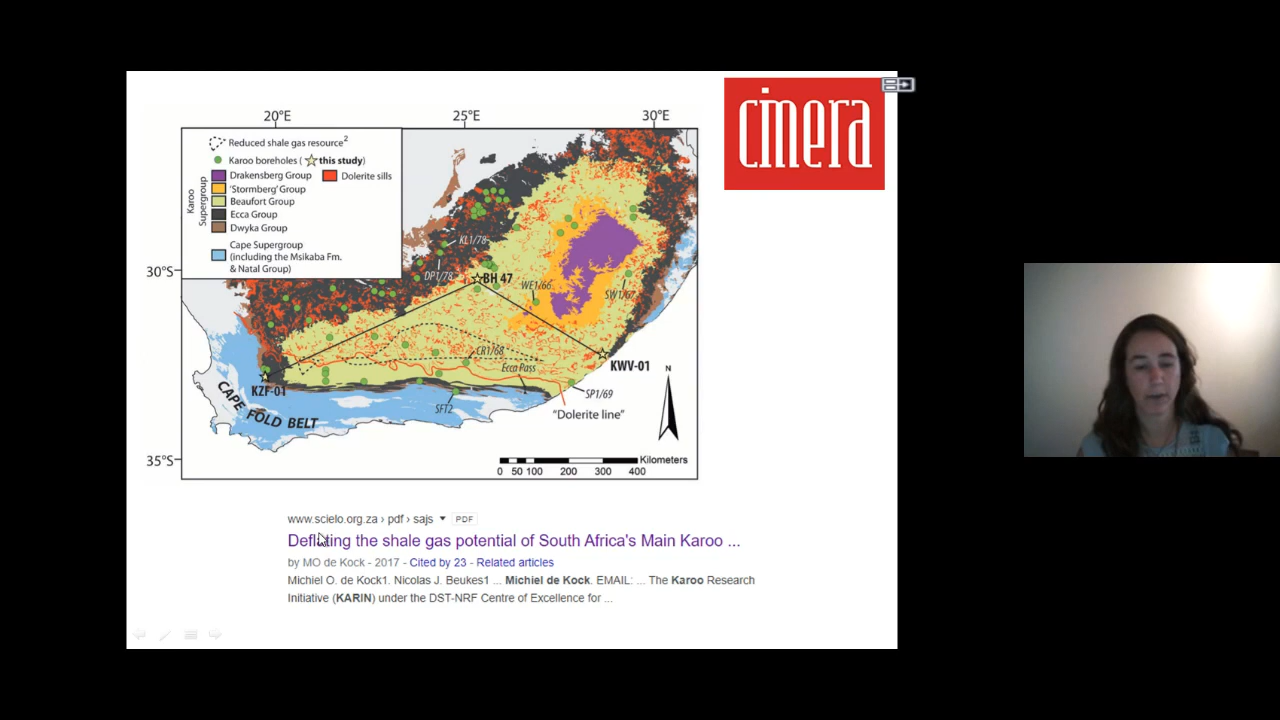 cimera
20°E 25°E 30°E
Reduced shale gas resource2
Karoo boreholes ( this study)
Drakensberg Group Dolerite sills
'Stormberg' Group
Beaufort Group
Ecca Group
Dwyka Group
Karoo
Supergroup
Cape Supergroup
(including the Msikaba Fm.
& Natal Group)
30°S
35°S
KL1/78
DP1/78
BH 47
WE1/66
SW1/67
CR1/68
Ecca Pass
KWV-01
KZF-01
SP1/69
SFT2
"Dolerite line"
CAPE FOLD BELT
N
Kilometers
0 50 100 200 300 400
www.scielo.org.za › pdf › sajs PDF
Deflating the shale gas potential of South Africa's Main Karoo ...
by MO de Kock - 2017 - Cited by 23 - Related articles
Michiel O. de Kock1. Nicolas J. Beukes1 ... Michiel de Kock. EMAIL: ... The Karoo Research
Initiative (KARIN) under the DST-NRF Centre of Excellence for ...